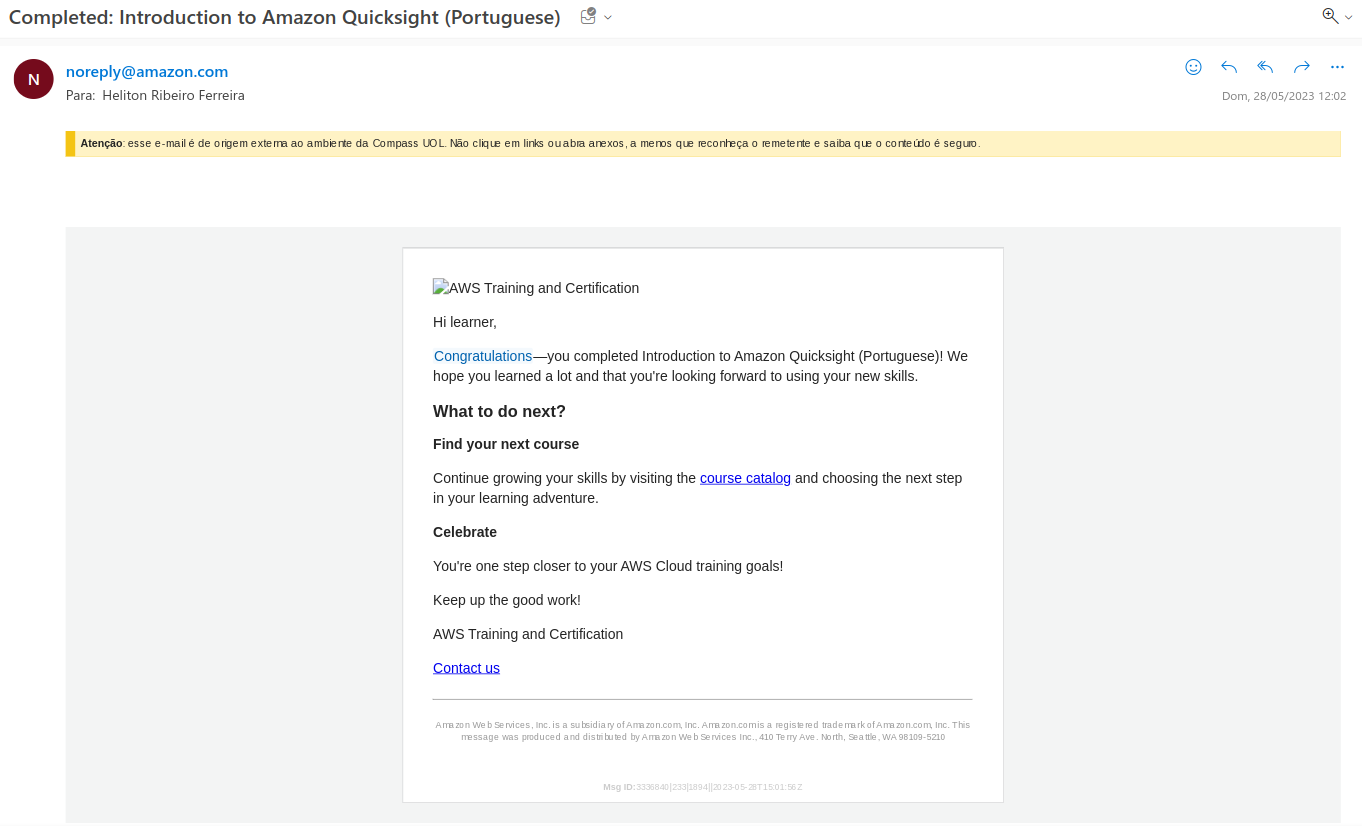 Completed: Introduction to Amazon Quicksight (Portuguese)
N
noreply@amazon.com
Para: Heliton Ribeiro Ferreira
Dom, 28/05/2023 12:02
Atenção: esse e-mail é de origem externa ao ambiente da Compass UOL. Não clique em links ou abra anexos, a menos que reconheça o remetente e saiba que o conteúdo é seguro.
AWS Training and Certification
Hi learner,
Congratulations—you completed Introduction to Amazon Quicksight (Portuguese)! We
hope you learned a lot and that you're looking forward to using your new skills.
What to do next?
Find your next course
Continue growing your skills by visiting the course catalog and choosing the next step
in your learning adventure.
Celebrate
You're one step closer to your AWS Cloud training goals!
Keep up the good work!
AWS Training and Certification
Contact us
Amazon Web Services, Inc. is a subsidiary of Amazon.com, Inc. Amazon.com is a registered trademark of Amazon.com, Inc. This
message was produced and distributed by Amazon Web Services Inc., 410 Terry Ave. North, Seattle, WA 98109-5210
Msg ID:3336840|233|1894||2023-05-28T15:01:56Z